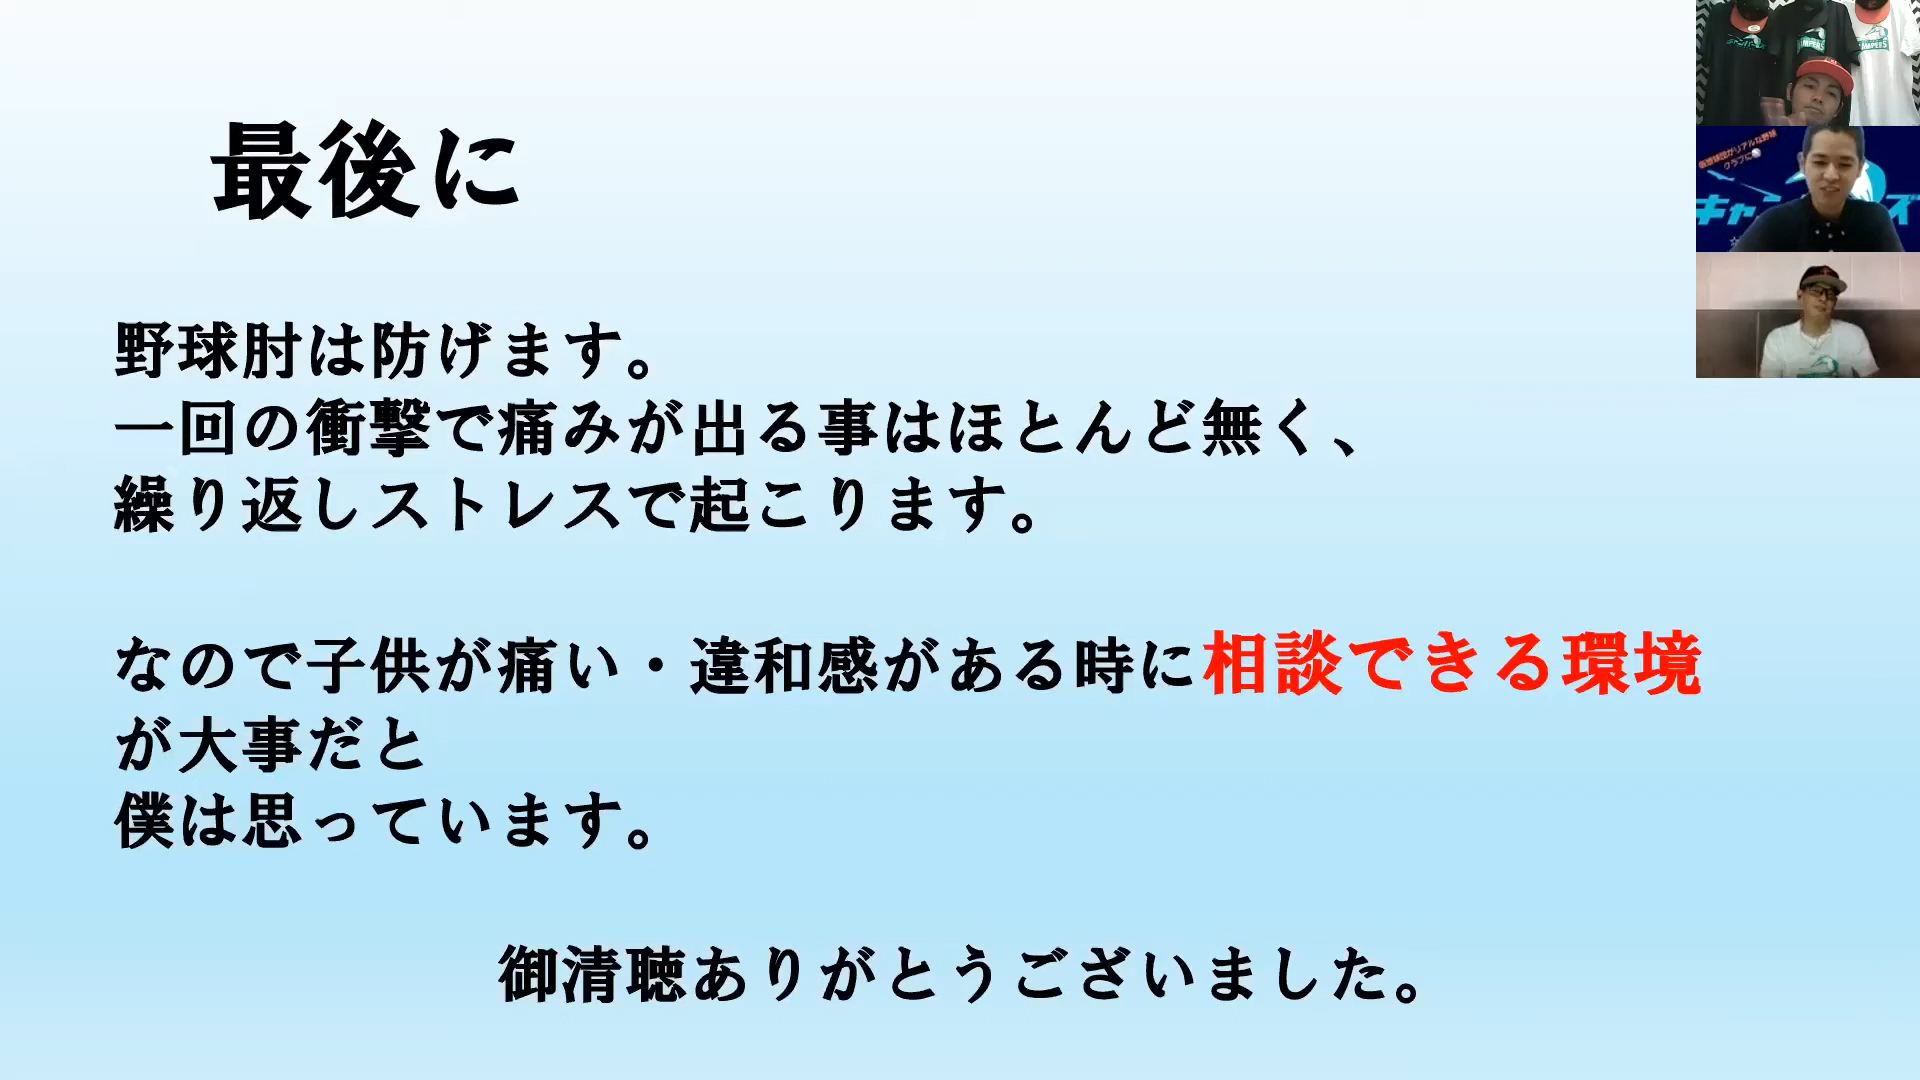 最後に
野球肘は防げます。
一回の衝撃で痛みが出る事はほとんど無く、
繰り返しストレスで起こります。
なので子供が痛い・違和感がある時に相談できる環境
が大事だと
僕は思っています。
御清聴ありがとうございました。